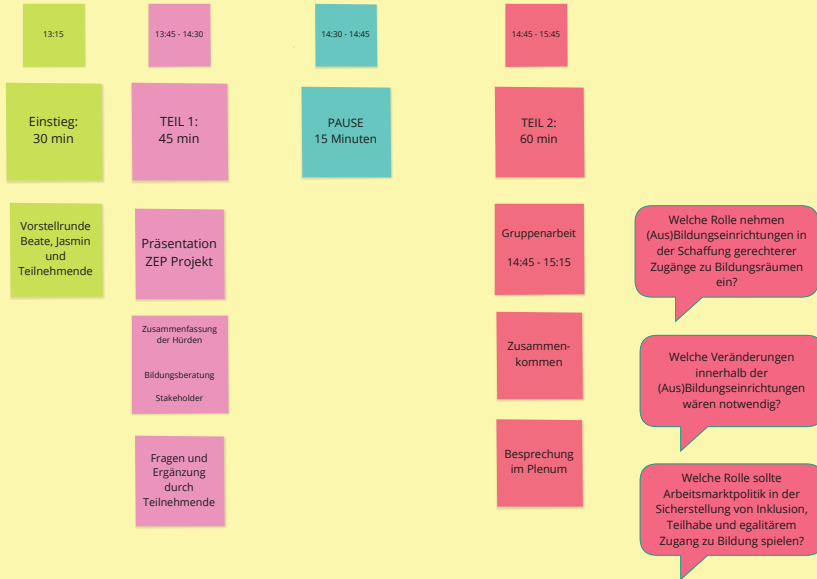 13:15
13:45 - 14:30
14:30 - 14:45
14:45 - 15:45
Einstieg:
30 min
TEIL 1:
45 min
PAUSE
15 Minuten
TEIL 2:
60 min
Vorstellrunde
Beate, Jasmin
und
Teilnehmende
Präsentation
ZEP Projekt
Zusammenfassung
der Hürden
Bildungsberatung
Stakeholder
Fragen und
Ergänzung
durch
Teilnehmende
Gruppenarbeit
14:45 - 15:15
Zusammen-
kommen
Besprechung
im Plenum
Welche Rolle nehmen
(Aus)Bildungseinrichtungen in
der Schaffung gerechterer
Zugänge zu Bildungsräumen
ein?
Welche Veränderungen
innerhalb der
(Aus)Bildungseinrichtungen
wären notwendig?
Welche Rolle sollte
Arbeitsmarktpolitik in der
Sicherstellung von Inklusion,
Teilhabe und egalitärem
Zugang zu Bildung spielen?